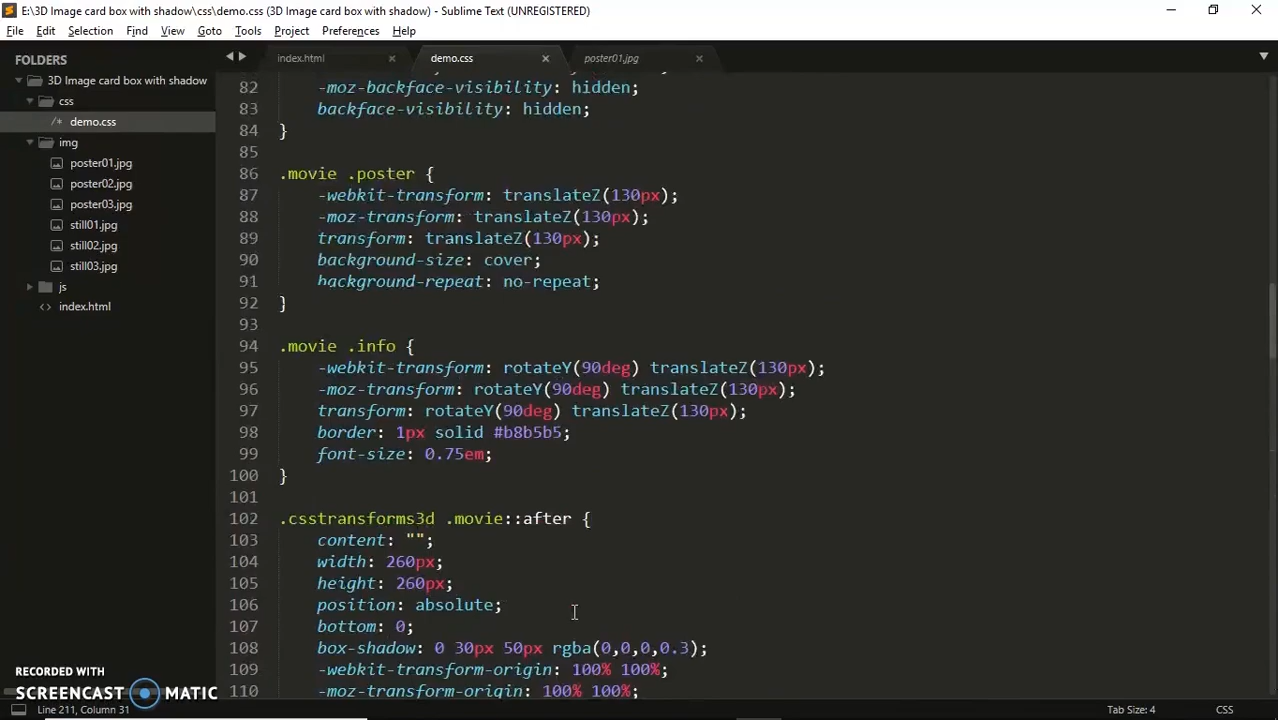 E:\3D Image card box with shadow\css\demo.css (3D Image card box with shadow) - Sublime Text (UNREGISTERED)
File Edit Selection Find View Goto Tools Project Preferences Help
FOLDERS
3D Image card box with shadow
css
/* demo.css
img
poster01.jpg
poster02.jpg
poster03.jpg
still01.jpg
still02.jpg
still03.jpg
js
<> index.html
index.html demo.css poster01.jpg
82 -moz-backface-visibility: hidden;
83 backface-visibility: hidden;
84 }
85
86 .movie .poster {
87 -webkit-transform: translateZ(130px);
88 -moz-transform: translateZ(130px);
89 transform: translateZ(130px);
90 background-size: cover;
91 background-repeat: no-repeat;
92 }
93
94 .movie .info {
95 -webkit-transform: rotateY(90deg) translateZ(130px);
96 -moz-transform: rotateY(90deg) translateZ(130px);
97 transform: rotateY(90deg) translateZ(130px);
98 border: 1px solid #b8b5b5;
99 font-size: 0.75em;
100 }
101
102 .csstransforms3d .movie::after {
103 content: "";
104 width: 260px;
105 height: 260px;
106 position: absolute;
107 bottom: 0;
108 box-shadow: 0 30px 50px rgba(0,0,0,0.3);
109 -webkit-transform-origin: 100% 100%;
110 -moz-transform-origin: 100% 100%;
RECORDED WITH
SCREENCAST MATIC
Line 211, Column 31 Tab Size: 4 CSS